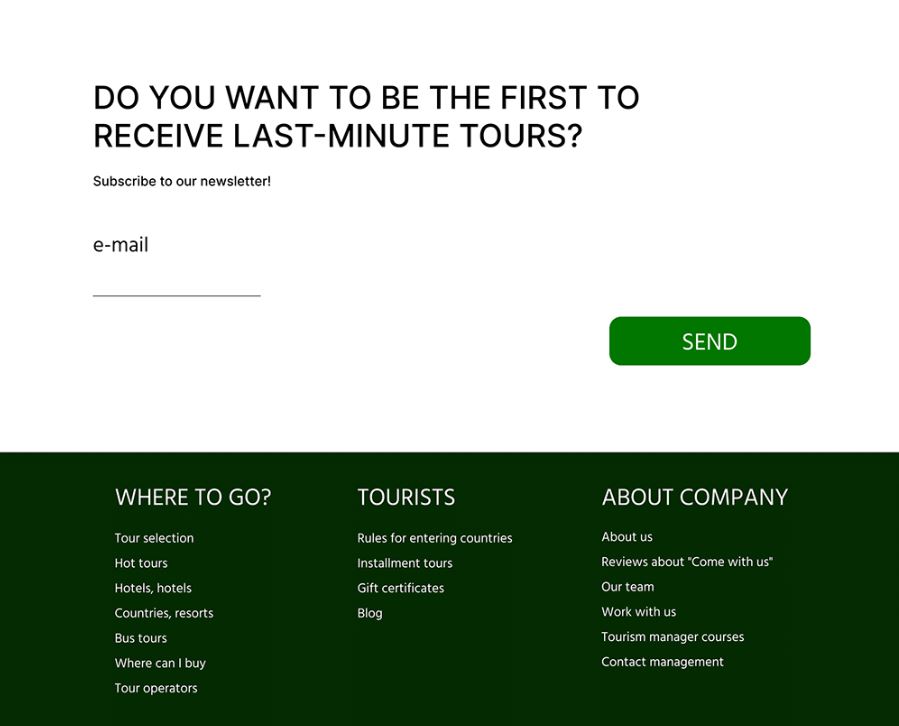 DO YOU WANT TO BE THE FIRST TO
RECEIVE LAST-MINUTE TOURS?
Subscribe to our newsletter!
e-mail
SEND
WHERE TO GO?
Tour selection
Hot tours
Hotels, hotels
Countries, resorts
Bus tours
Where can I buy
Tour operators
TOURISTS
Rules for entering countries
Installment tours
Gift certificates
Blog
ABOUT COMPANY
About us
Reviews about "Come with us"
Our team
Work with us
Tourism manager courses
Contact management